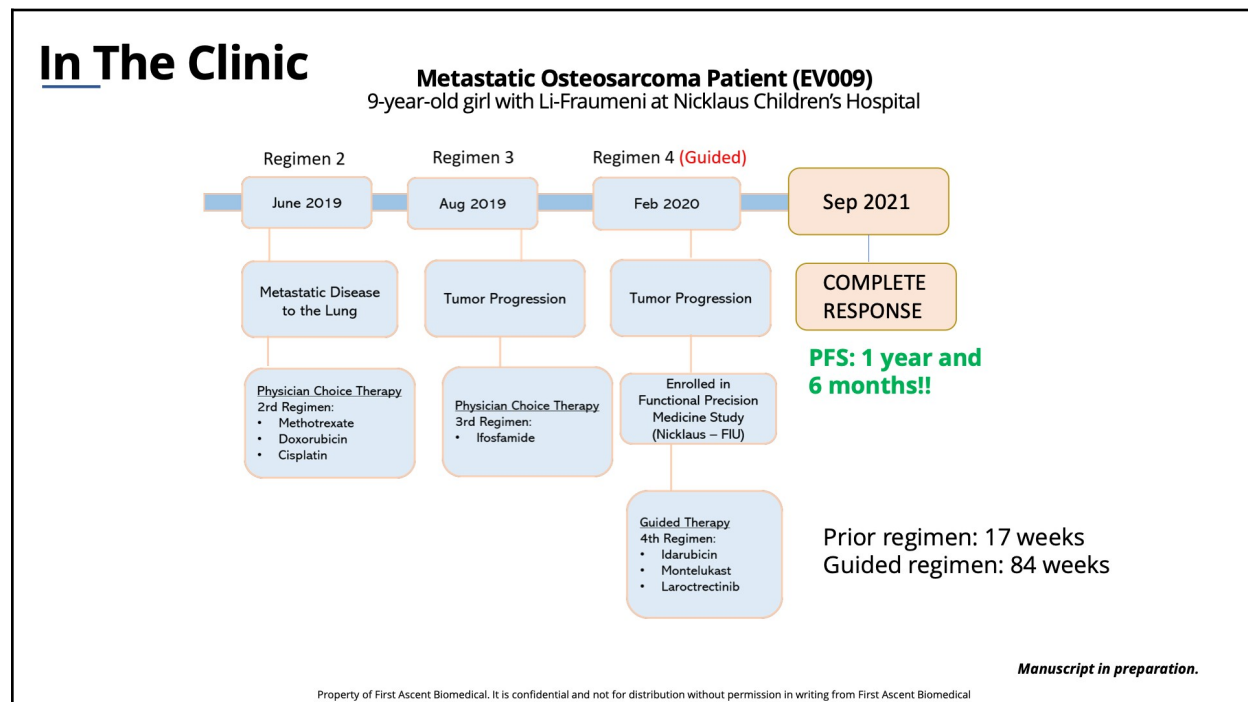 In The Clinic
Metastatic Osteosarcoma Patient (EV009)
9-year-old girl with Li-Fraumeni at Nicklaus Children’s Hospital
Regimen 2
June 2019
Metastatic Disease
to the Lung
Physician Choice Therapy
2rd Regimen:
• Methotrexate
• Doxorubicin
• Cisplatin
Regimen 3
Aug 2019
Tumor Progression
Physician Choice Therapy
3rd Regimen:
• Ifosfamide
Regimen 4 (Guided)
Feb 2020
Tumor Progression
Enrolled in
Functional Precision
Medicine Study
(Nicklaus – FIU)
Guided Therapy
4th Regimen:
• Idarubicin
• Montelukast
• Laroctrectinib
Sep 2021
COMPLETE
RESPONSE
PFS: 1 year and
6 months!!
Prior regimen: 17 weeks
Guided regimen: 84 weeks
Manuscript in preparation.
Property of First Ascent Biomedical. It is confidential and not for distribution without permission in writing from First Ascent Biomedical